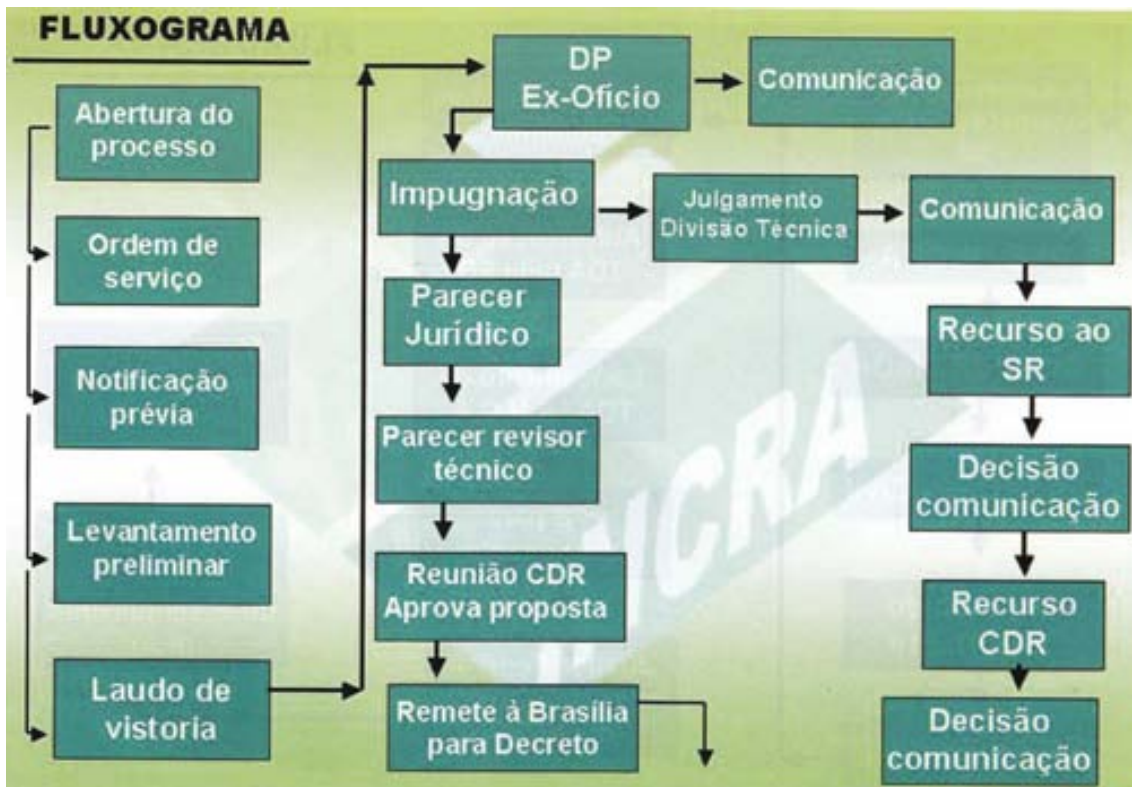 FLUXOGRAMA
Abertura do
processo
Ordem de
serviço
Notificação
prévia
Levantamento
preliminar
Laudo de
vistoria
DP
Ex-Ofício
Comunicação
Impugnação
Julgamento
Divisão Técnica
Comunicação
Parecer
Jurídico
Parecer revisor
técnico
Reunião CDR
Aprova proposta
Remete à Brasília
para Decreto
Recurso ao
SR
Decisão
comunicação
Recurso
CDR
Decisão
comunicação
INCRA